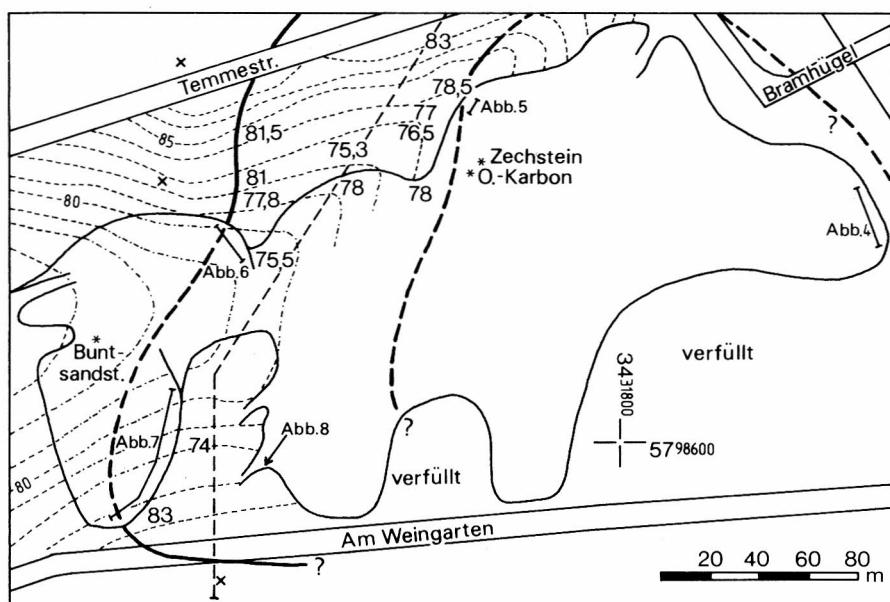 83
Temmestr.
Bramhügel
78,5
Abb.5
77
85
81,5
76,5
?
75,3
* Zechstein
* O.-Karbon
81
78
78
77,8
80
Abb.4
Abb.6
75,5
*
Bunt-
sandst.
verfüllt
3431800
Abb.7
74
Abb.8
?
5798600
80
verfüllt
83
Am Weingarten
?
20 40 60 80
m